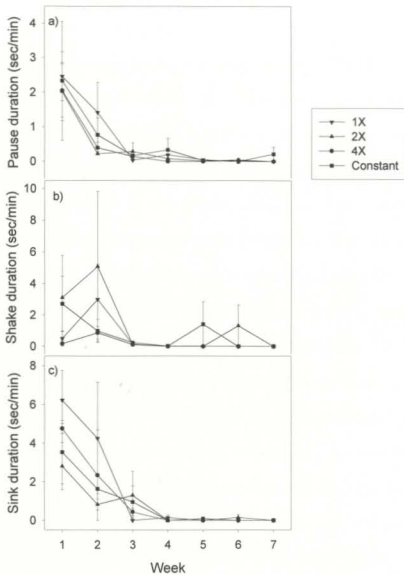 a)
Pause duration (sec/min)
4
3
2
1
0
1X
2X
4X
Constant
b)
Shake duration (sec/min)
10
8
6
4
2
0
c)
Sink duration (sec/min)
8
6
4
2
0
1 2 3 4 5 6 7
Week